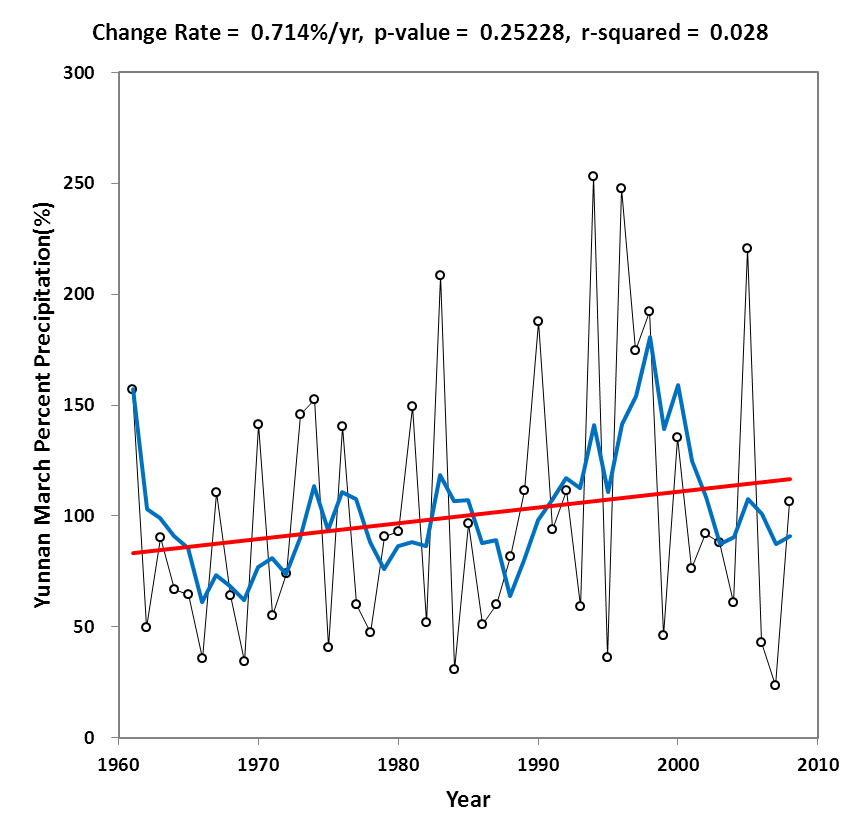 Change Rate = 0.714%/yr, p-value = 0.25228, r-squared = 0.028
300
250
200
150
100
50
0
Yunnan March Percent Precipitation(%)
1960 1970 1980 1990 2000 2010
Year